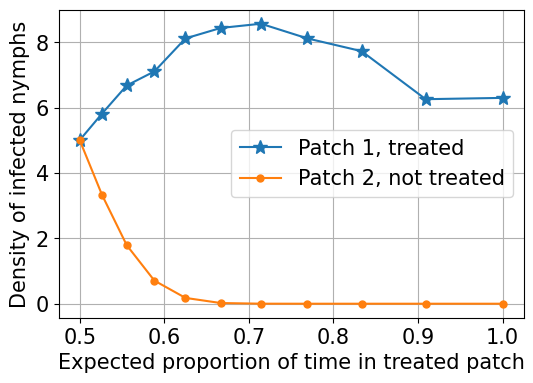 Density of infected nymphs
8
6
4
2
0
Patch 1, treated
Patch 2, not treated
0.5 0.6 0.7 0.8 0.9 1.0
Expected proportion of time in treated patch